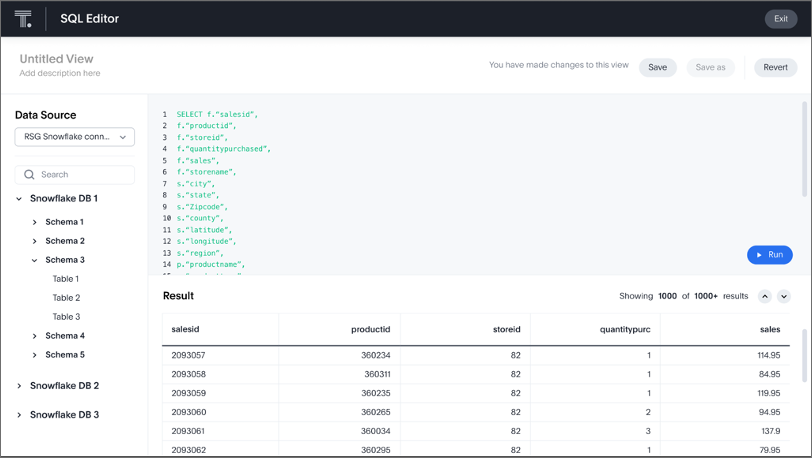 T.
SQL Editor
Exit
Untitled View
Add description here
You have made changes to this view
Save
Save as
Revert
Data Source
RSG Snowflake conn...
Search
Snowflake DB 1
Schema 1
Schema 2
Schema 3
Table 1
Table 2
Table 3
Schema 4
Schema 5
Snowflake DB 2
Snowflake DB 3
1 SELECT f.“salesid”,
2 f.“productid”,
3 f.“storeid”,
4 f.“quantitypurchased”,
5 f.“sales”,
6 f.“storename”,
7 s.“city”,
8 s.“state”,
9 s.“Zipcode”,
10 s.“county”,
11 s.“latitude”,
12 s.“longitude”,
13 s.“region”,
14 p.“productname”,
Run
Result
Showing 1000 of 1000+ results
salesid productid storeid quantitypurc sales
2093057 360234 82 1 114.95
2093058 360311 82 1 84.95
2093059 360235 82 1 119.95
2093060 360265 82 2 94.95
2093061 360034 82 3 137.9
2093062 360295 82 1 79.95